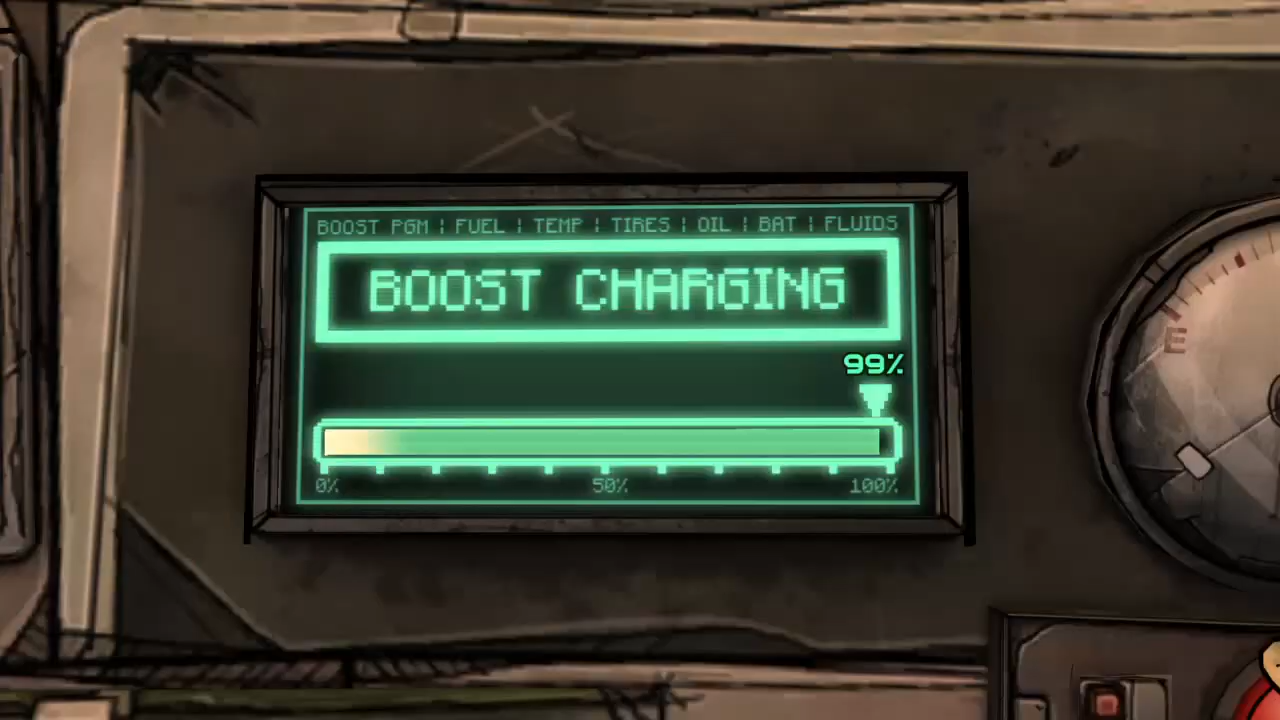 BOOST PGM ¦ FUEL ¦ TEMP ¦ TIRES ¦ OIL ¦ BAT ¦ FLUIDS
BOOST CHARGING
99%
0% 50% 100%
E